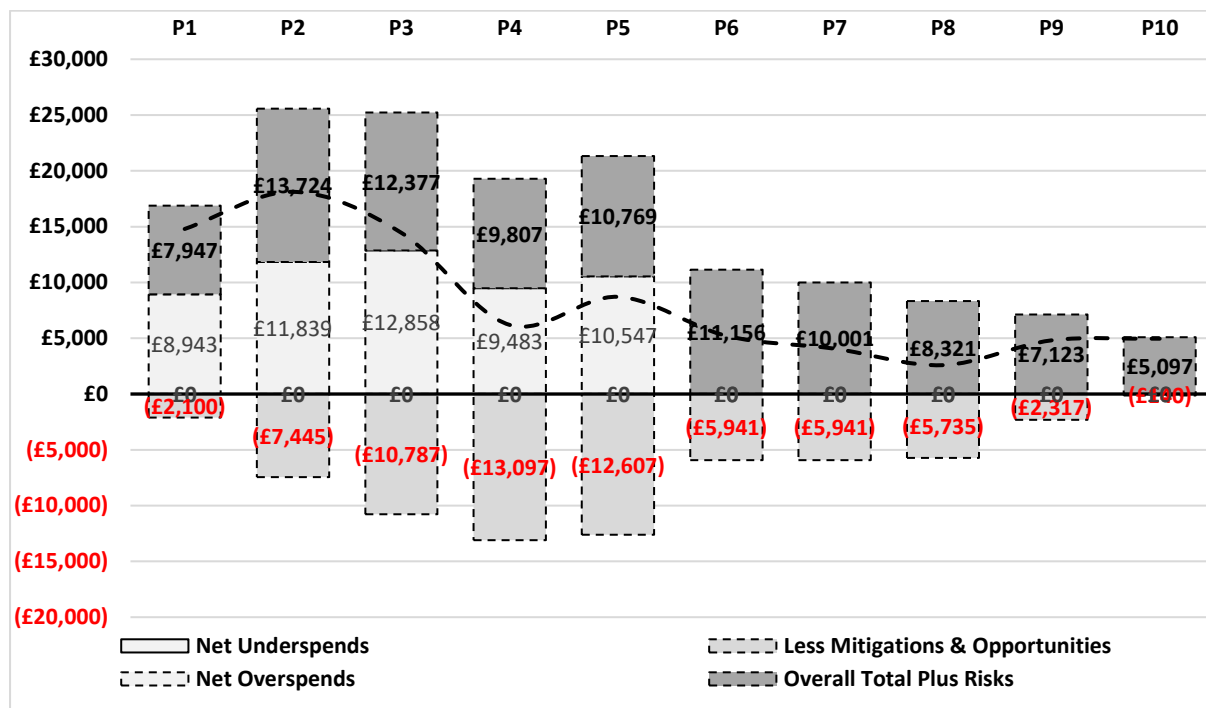 P1 P2 P3 P4 P5 P6 P7 P8 P9 P10
£30,000
£25,000
£20,000
£15,000
£10,000
£5,000
£0
(£5,000)
(£10,000)
(£15,000)
(£20,000)
£7,947 £13,724 £12,377 £9,807 £10,769 £11,156 £10,001 £8,321 £7,123 £5,097
£8,943 £11,839 £12,858 £9,483 £10,547
£0 £0 £0 £0 £0 £0 £0 £0 £0 £0
(£2,100) (£7,445) (£10,787) (£13,097) (£12,607) (£5,941) (£5,941) (£5,735) (£2,317)
Net Underspends Less Mitigations & Opportunities
Net Overspends Overall Total Plus Risks